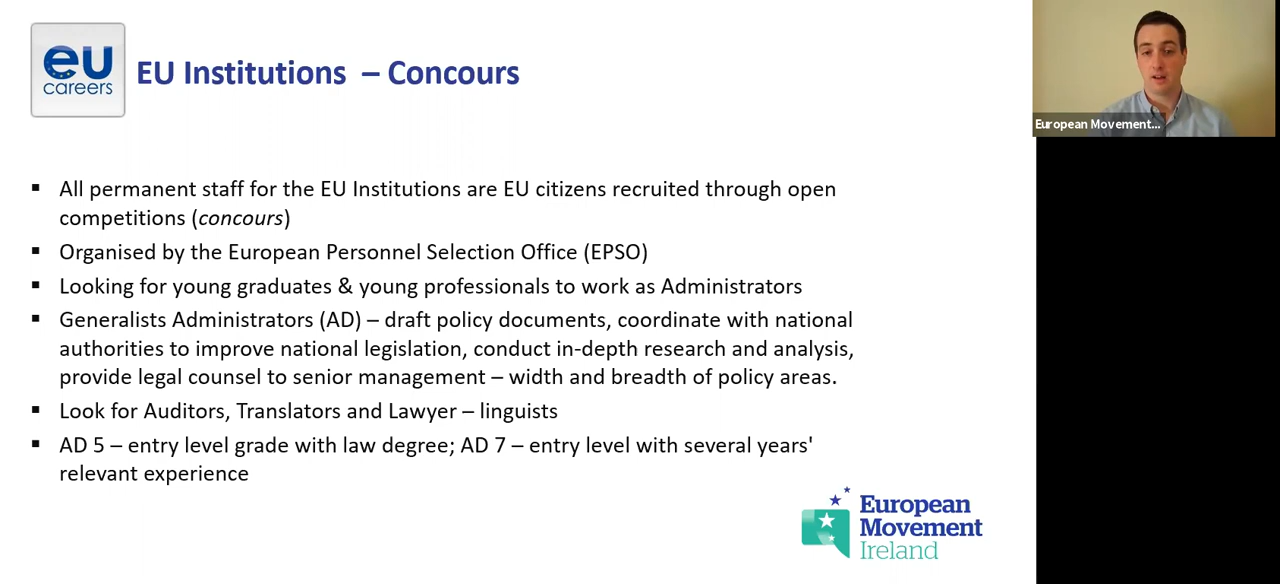 eu
careers
EU Institutions – Concours
European Movement...
▪ All permanent staff for the EU Institutions are EU citizens recruited through open
competitions (concours)
▪ Organised by the European Personnel Selection Office (EPSO)
▪ Looking for young graduates & young professionals to work as Administrators
▪ Generalists Administrators (AD) – draft policy documents, coordinate with national
authorities to improve national legislation, conduct in-depth research and analysis,
provide legal counsel to senior management – width and breadth of policy areas.
▪ Look for Auditors, Translators and Lawyer – linguists
▪ AD 5 – entry level grade with law degree; AD 7 – entry level with several years'
relevant experience
European
Movement
Ireland